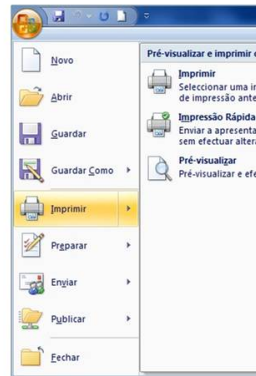 Novo
Abrir
Guardar
Guardar Como
Imprimir
Preparar
Enviar
Publicar
Fechar
Pré-visualizar e imprimir
Imprimir
Seleccionar uma
de impressão ante
Impressão Rápida
Enviar a apresenta
sem efectuar alter
Pré-visualizar
Pré-visualizar e efe